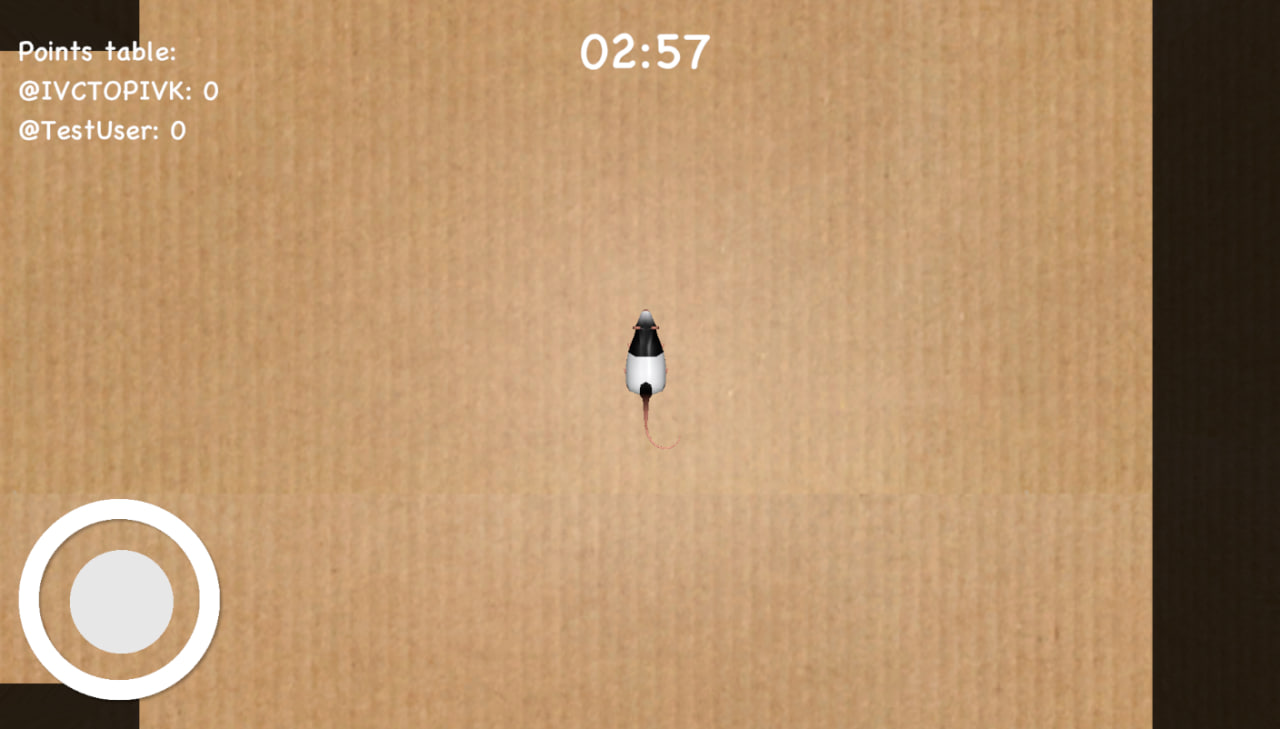 02:57
Points table:
@IVCTOPIVK: 0
@TestUser: 0